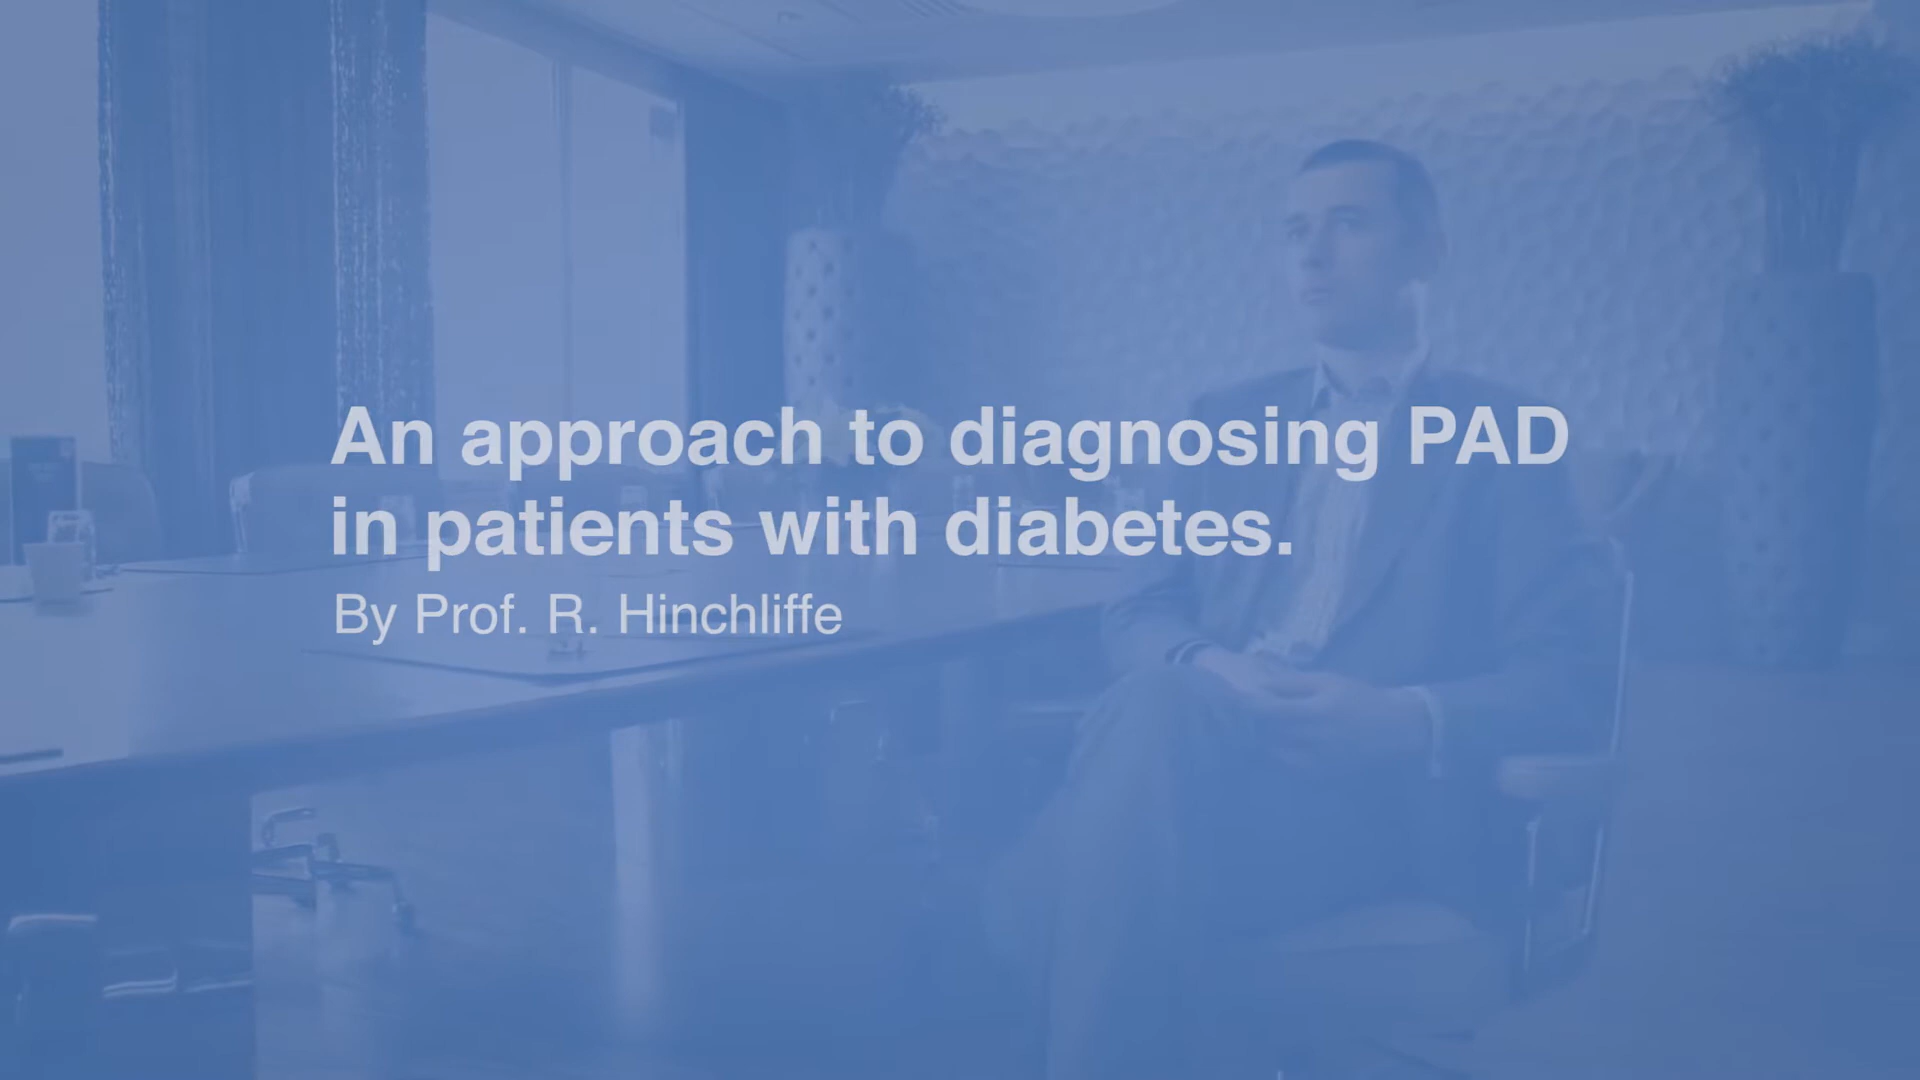 An approach to diagnosing PAD
in patients with diabetes.
By Prof. R. Hinchliffe